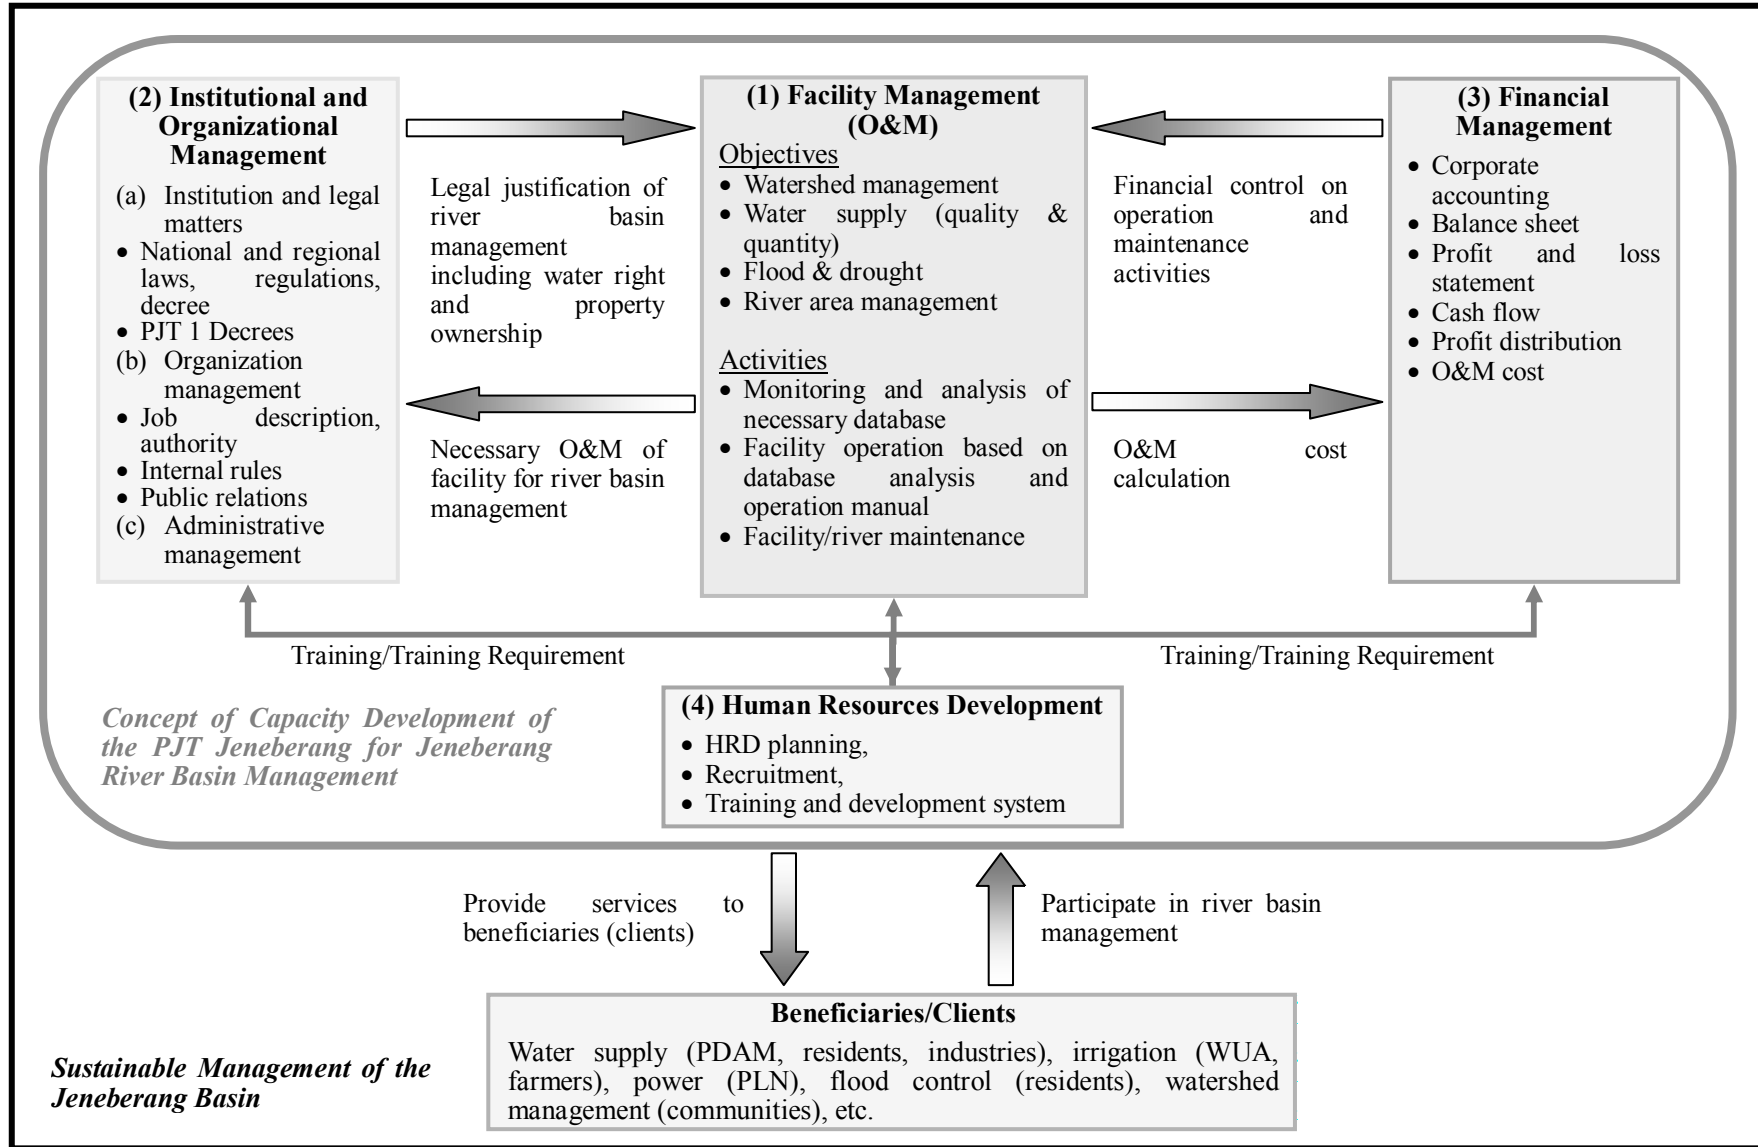 (2) Institutional and
Organizational
Management
(a) Institution and legal
matters
• National and regional
laws, regulations,
decree
• PJT 1 Decrees
(b) Organization
management
• Job description,
authority
• Internal rules
• Public relations
(c) Administrative
management
Legal justification of
river basin
management
including water right
and property
ownership
Necessary O&M of
facility for river basin
management
(1) Facility Management
(O&M)
Objectives
• Watershed management
• Water supply (quality &
quantity)
• Flood & drought
• River area management
Activities
• Monitoring and analysis of
necessary database
• Facility operation based on
database analysis and
operation manual
• Facility/river maintenance
Financial control on
operation and
maintenance
activities
O&M cost
calculation
(3) Financial
Management
• Corporate
accounting
• Balance sheet
• Profit and loss
statement
• Cash flow
• Profit distribution
• O&M cost
Training/Training Requirement
Training/Training Requirement
Concept of Capacity Development of
the PJT Jeneberang for Jeneberang
River Basin Management
(4) Human Resources Development
• HRD planning,
• Recruitment,
• Training and development system
Provide services to
beneficiaries (clients)
Participate in river basin
management
Beneficiaries/Clients
Water supply (PDAM, residents, industries), irrigation (WUA,
farmers), power (PLN), flood control (residents), watershed
management (communities), etc.
Sustainable Management of the
Jeneberang Basin